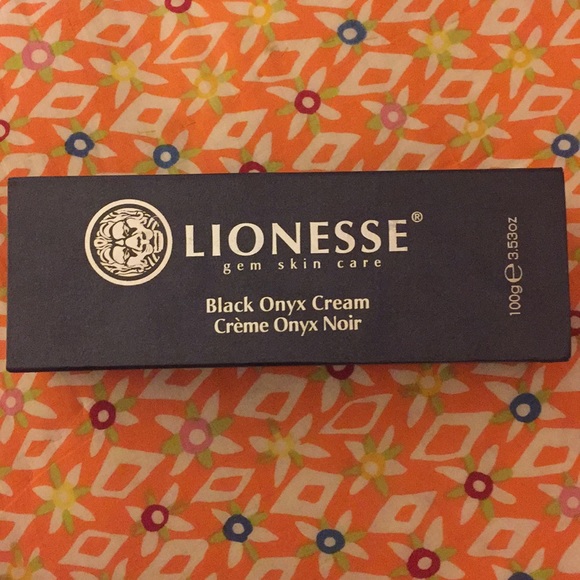 LIONESSE®
gem skin care
Black Onyx Cream
Crème Onyx Noir
100g ℮ 3.53oz